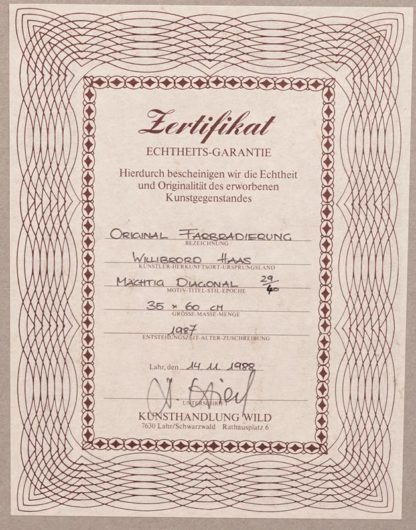 Zertifikat
ECHTHEITS-GARANTIE
Hierdurch bescheinigen wir die Echtheit
und Originalität des erworbenen
Kunstgegenstandes
ORIGINAL FARBRADIERUNG
BEZEICHNUNG
WILLIBRORD HAAS
KÜNSTLER-HERKUNFTSORT-URSPRUNGSLAND
MÄCHTIG DIAGONAL 29/40
MOTIV-TITEL-STIL-EPOCHE
35 × 60 CM
GRÖSSE-MASSE-MENGE
1987
ENTSTEHUNGSZEIT-ALTER-ZUSCHREIBUNG
Lahr, den 14 11. 1988
UNTERSCHRIFT
KUNSTHANDLUNG WILD
7630 Lahr/Schwarzwald Rathausplatz 6